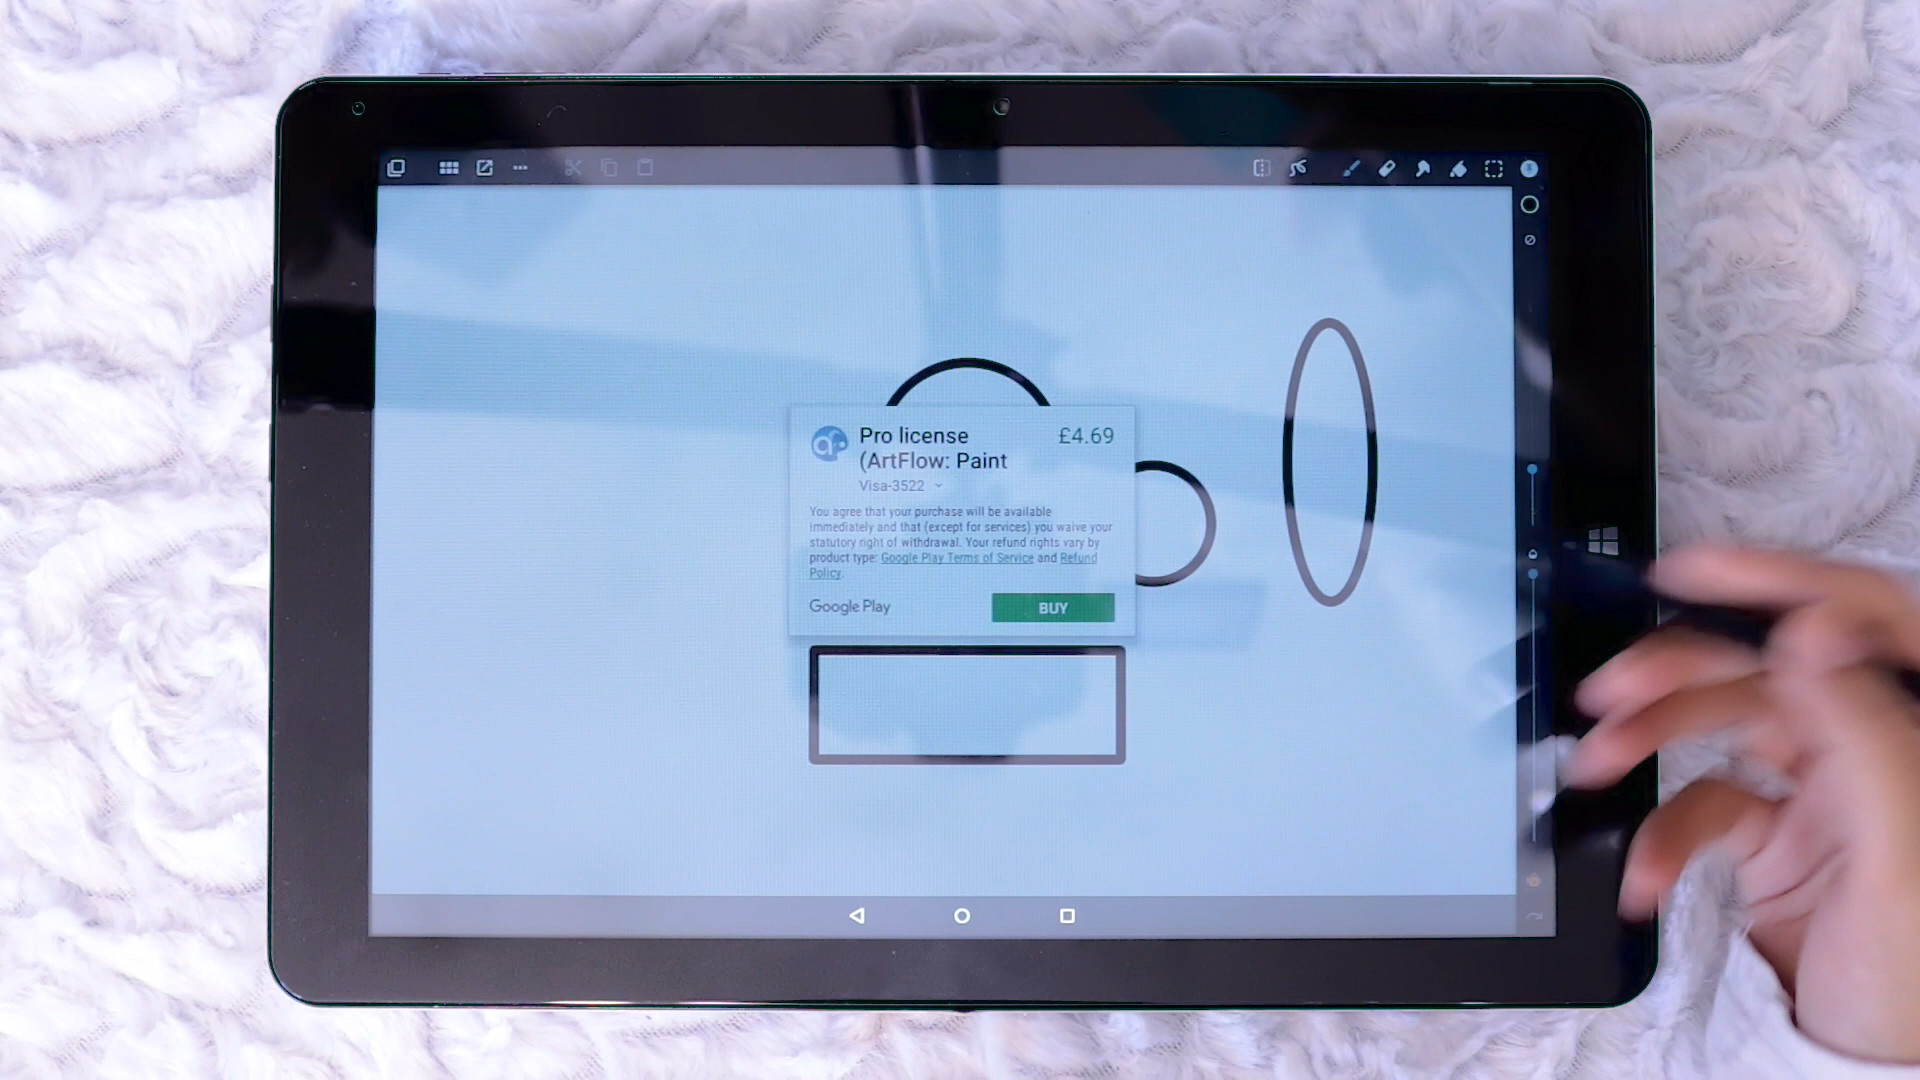 Pro license
£4.69
(ArtFlow: Paint
Visa-3522
You agree that your purchase will be available
immediately and that (except for services) you waive your
statutory right of withdrawal. Your refund rights vary by
product type: Google Play Terms of Service and Refund
Policy.
Google Play
BUY